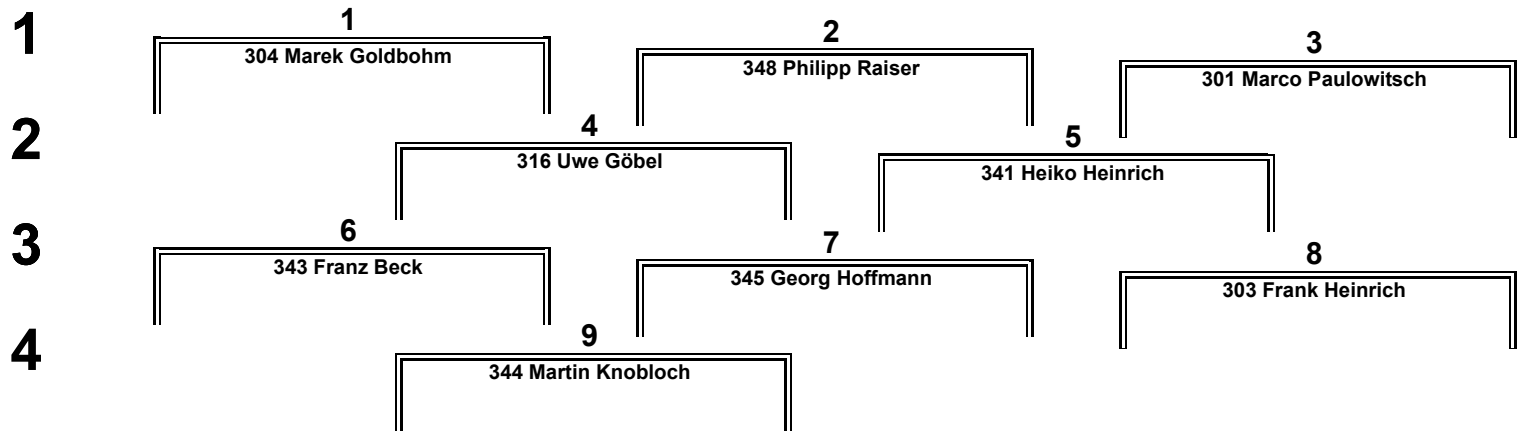 1
1
304 Marek Goldbohm
2
348 Philipp Raiser
3
301 Marco Paulowitsch
2
4
316 Uwe Göbel
5
341 Heiko Heinrich
3
6
343 Franz Beck
7
345 Georg Hoffmann
8
303 Frank Heinrich
4
9
344 Martin Knobloch